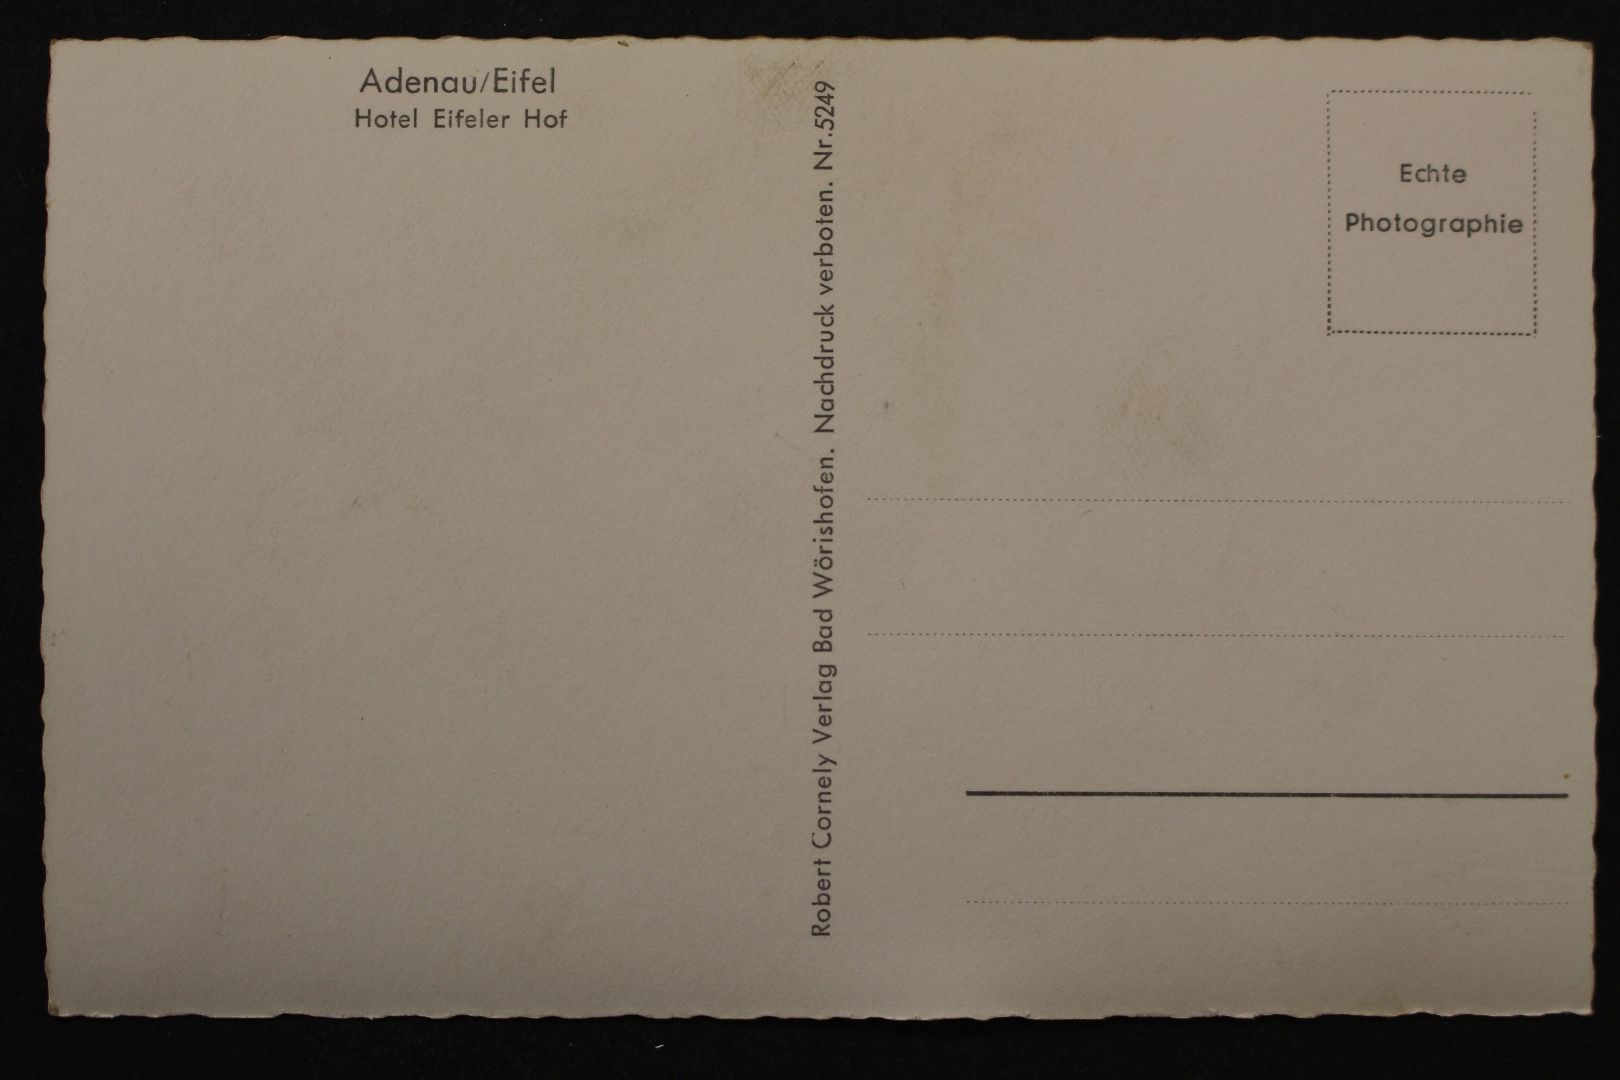 Adenau/Eifel
Hotel Eifeler Hof
Robert Cornely Verlag Bad Wörishofen. Nachdruck verboten. Nr.5249
Echte
Photographie